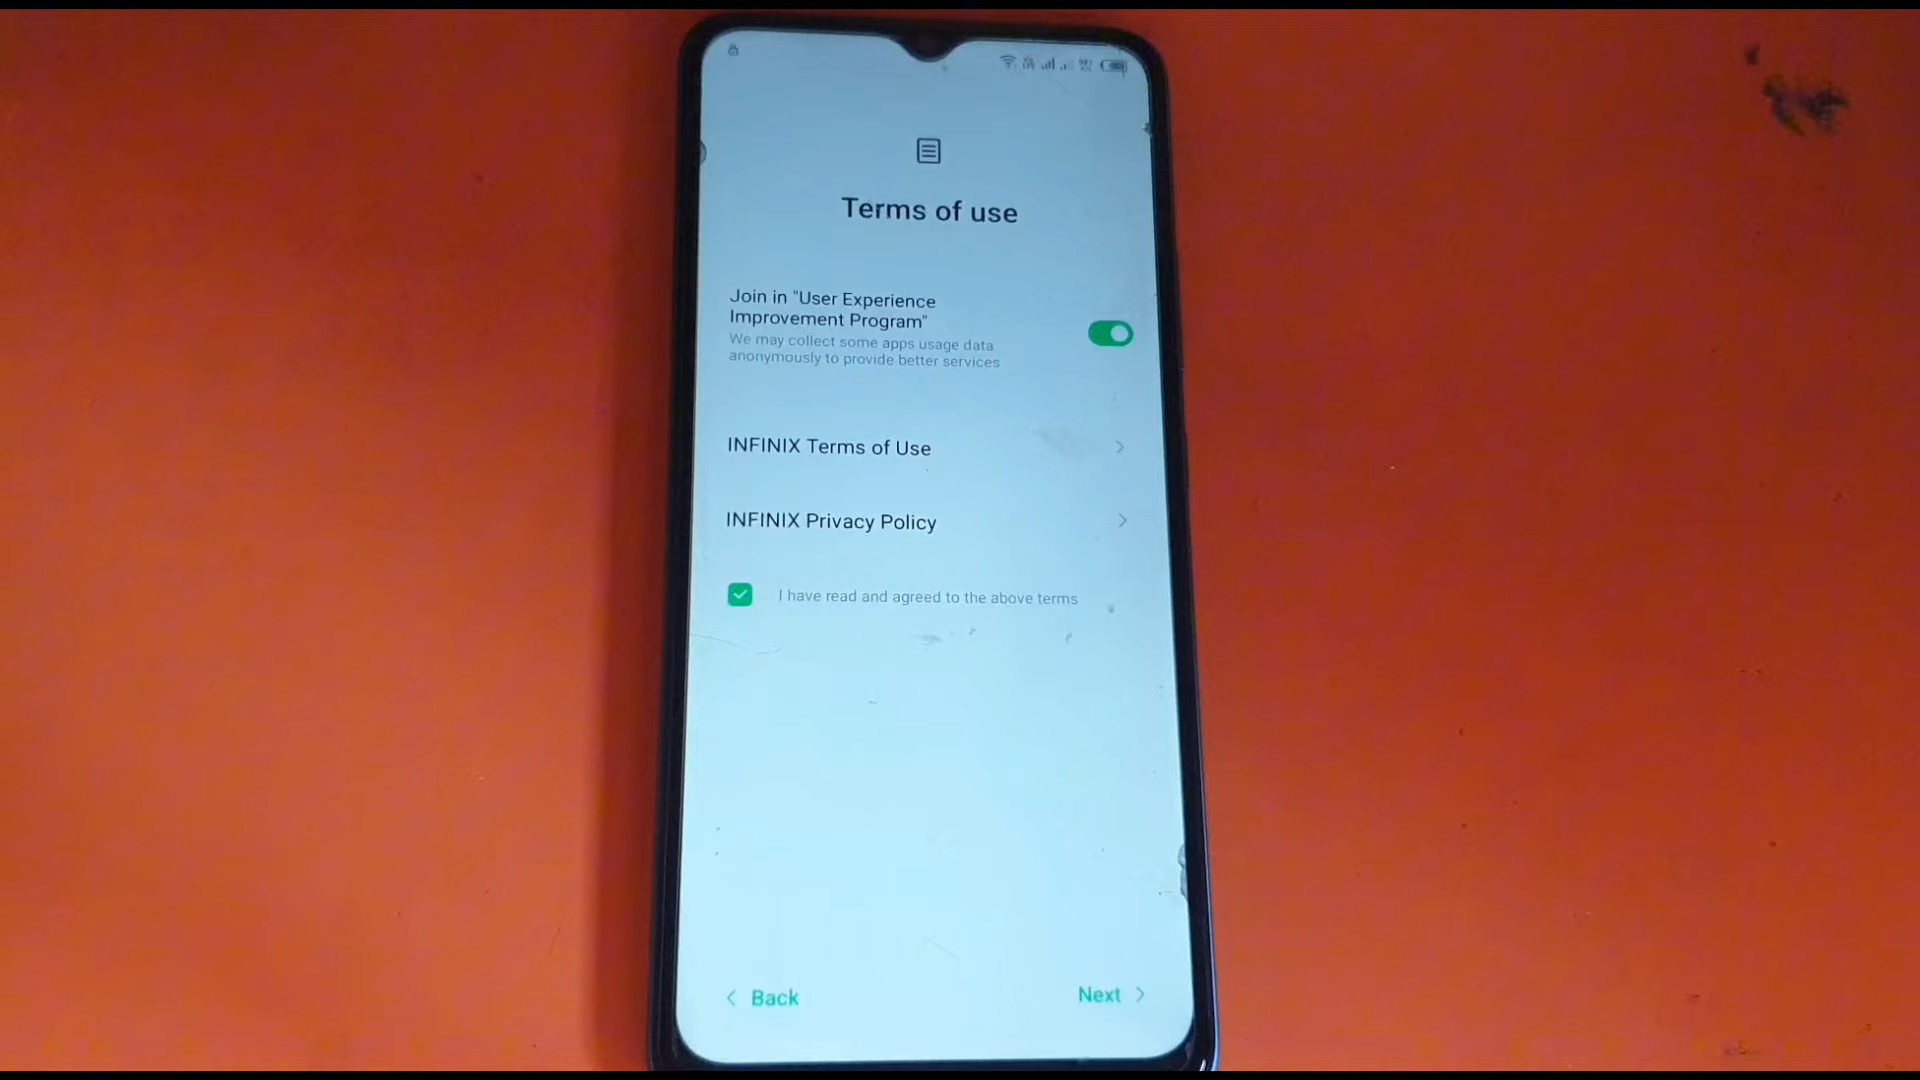 Terms of use
Join in "User Experience
Improvement Program"
We may collect some apps usage data
anonymously to provide better services
INFINIX Terms of Use
INFINIX Privacy Policy
I have read and agreed to the above terms
Back
Next